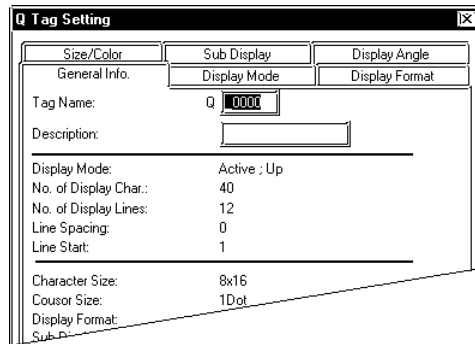 Q Tag Setting
Size/Color Sub Display Display Angle
General Info. Display Mode Display Format
Tag Name: Q 0000
Description:
Display Mode: Active ; Up
No. of Display Char.: 40
No. of Display Lines: 12
Line Spacing: 0
Line Start: 1
Character Size: 8x16
Cousor Size: 1Dot
Display Format:
Sub